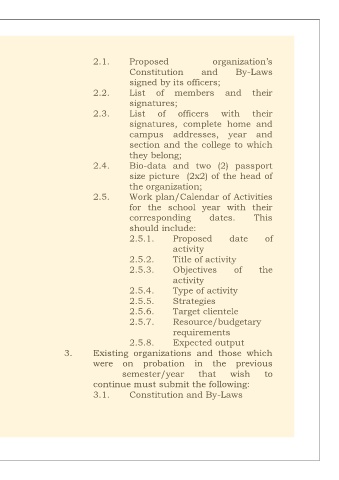 2.1. Proposed organization's
Constitution and By-Laws
signed by its officers;
2.2. List of members and their
signatures;
2.3. List of officers with their
signatures, complete home and
campus addresses, year and
section and the college to which
they belong;
2.4. Bio-data and two (2) passport
size picture (2x2) of the head of
the organization;
2.5. Work plan/Calendar of Activities
for the school year with their
corresponding dates. This
should include:
2.5.1. Proposed date of
activity
2.5.2. Title of activity
2.5.3. Objectives of the
activity
2.5.4. Type of activity
2.5.5. Strategies
2.5.6. Target clientele
2.5.7. Resource/budgetary
requirements
2.5.8. Expected output
3. Existing organizations and those which
were on probation in the previous
semester/year that wish to
continue must submit the following:
3.1. Constitution and By-Laws